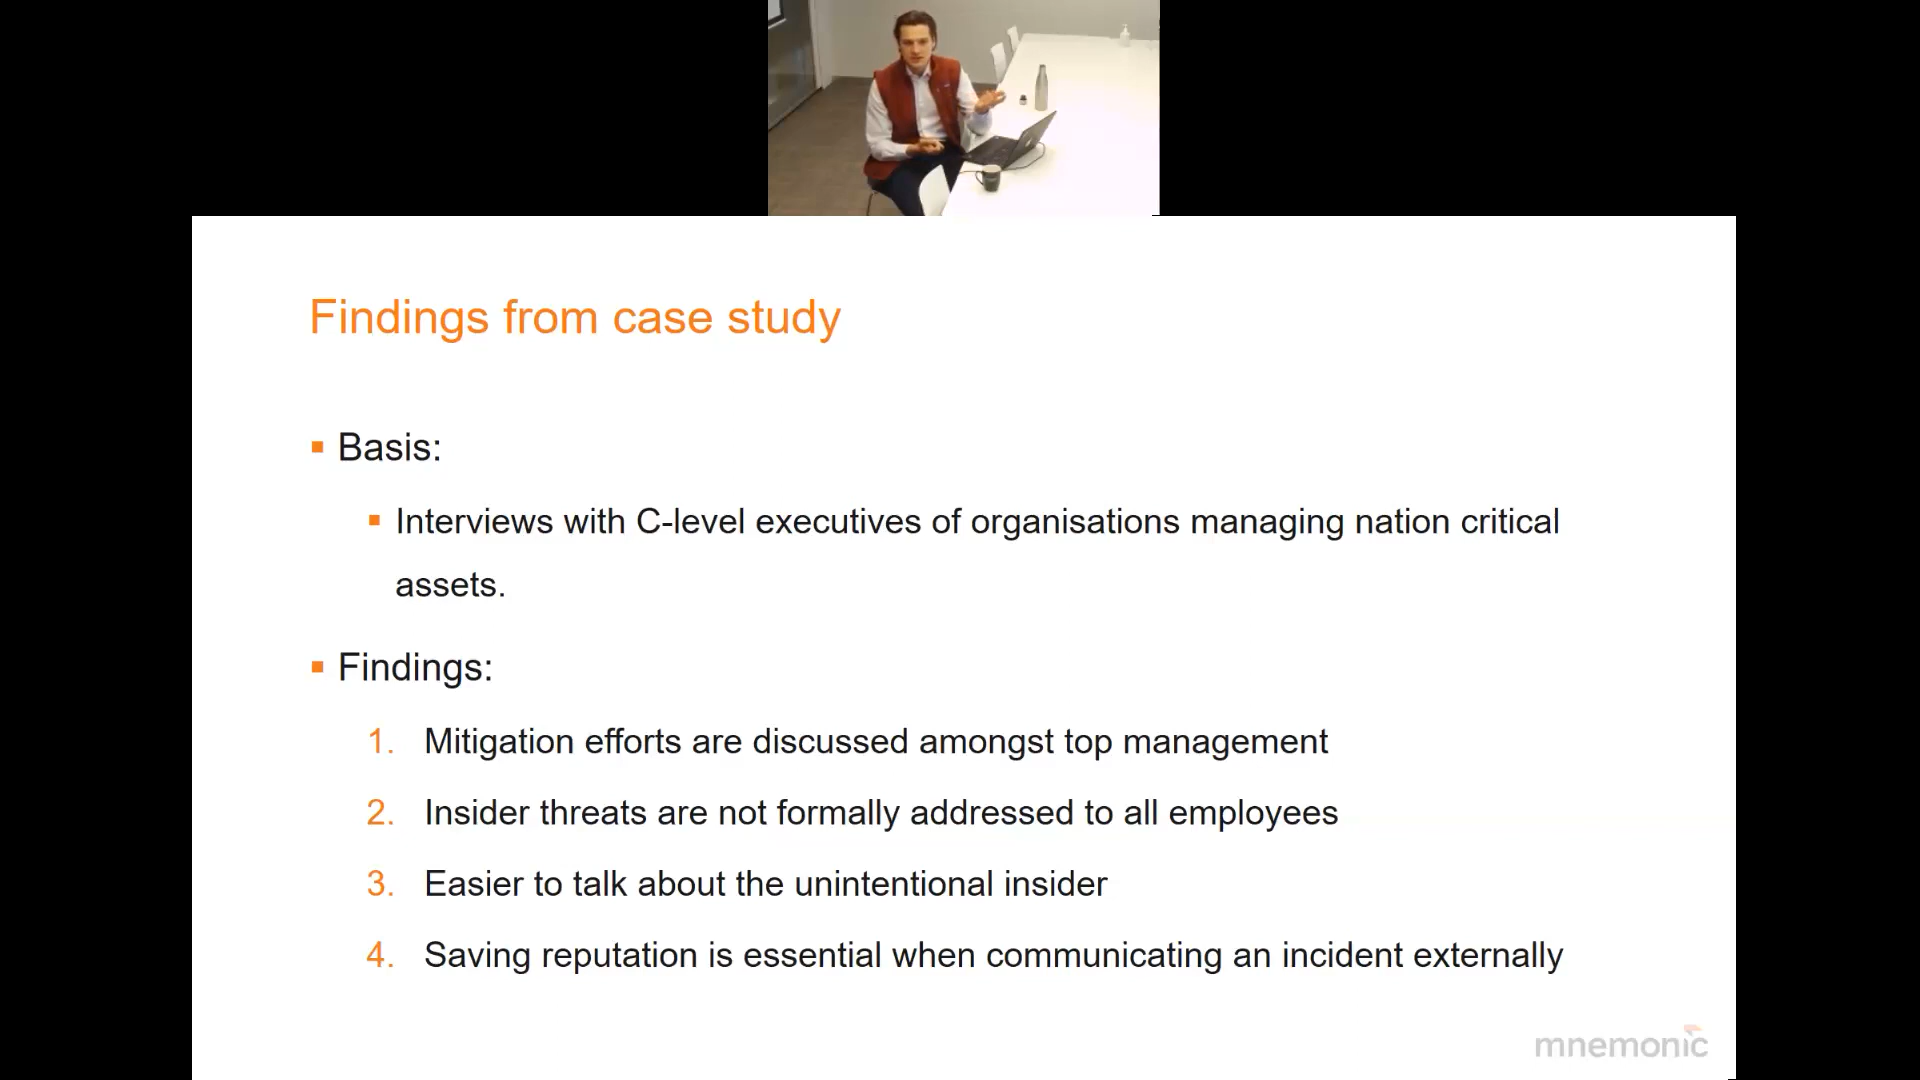 Findings from case study
Basis:
Interviews with C-level executives of organisations managing nation critical
assets.
Findings:
1. Mitigation efforts are discussed amongst top management
2. Insider threats are not formally addressed to all employees
3. Easier to talk about the unintentional insider
4. Saving reputation is essential when communicating an incident externally
mnemonic